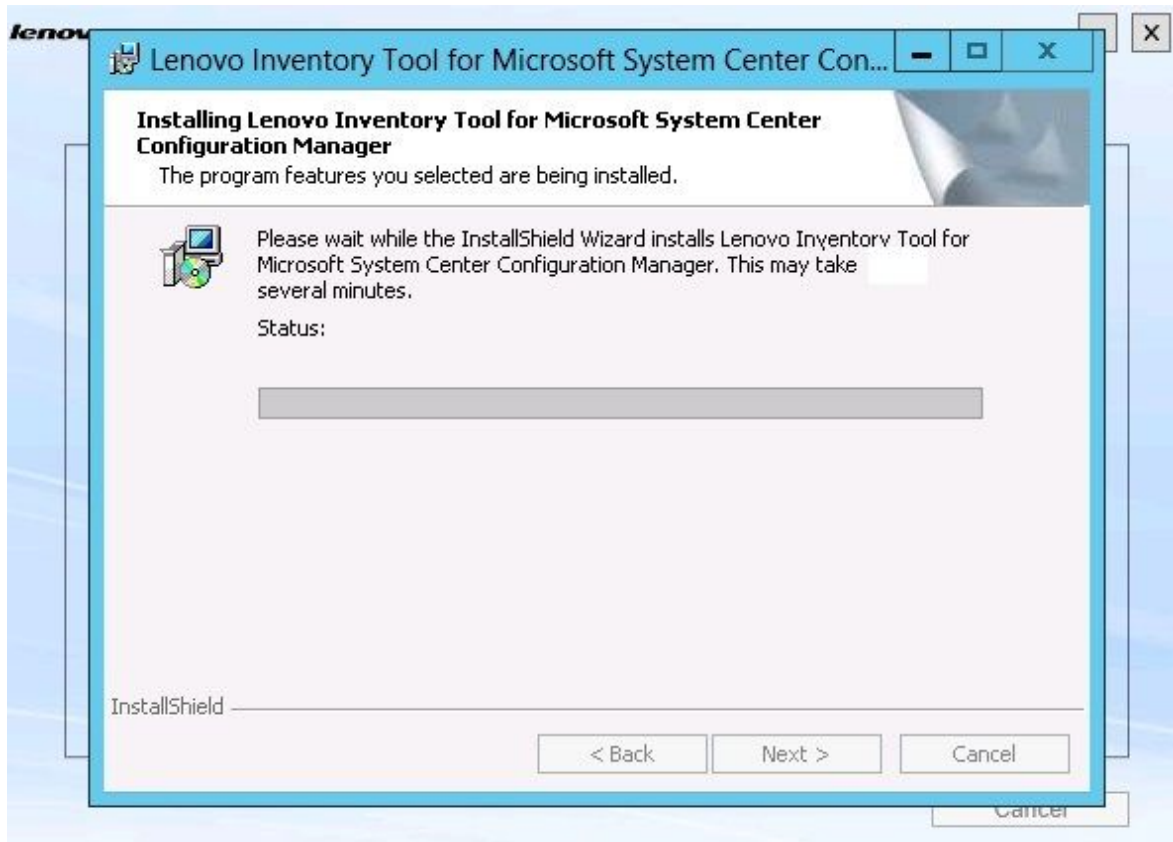 lenov
Lenovo Inventory Tool for Microsoft System Center Con...
Installing Lenovo Inventory Tool for Microsoft System Center
Configuration Manager
The program features you selected are being installed.
Please wait while the InstallShield Wizard installs Lenovo Inventory Tool for
Microsoft System Center Configuration Manager. This may take
several minutes.
Status:
InstallShield
< Back
Next >
Cancel
Cancel